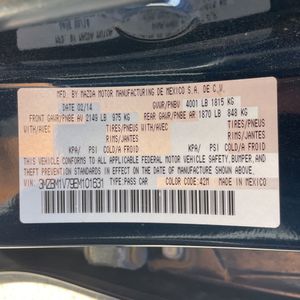 MFD. BY MAZDA MOTOR MANUFACTURING DE MEXICO S.A. DE C.V.
DATE 02/14 GVWR/PNBV 4001 LB 1815 KG
FRONT GAWR/PNBE AV 2149 LB 975 KG REAR GAWR/PNBE AR 1870 LB 848 KG
WITH/AVEC TIRES/PNEUS WITH/AVEC TIRES/PNEUS
RIMS/JANTES RIMS/JANTES
KPA/ PSI COLD/A FROID KPA/ PSI COLD/A FROID
THIS VEHICLE CONFORMS TO ALL APPLICABLE FEDERAL MOTOR VEHICLE SAFETY, BUMPER, AND
THEFT PREVENTION STANDARDS IN EFFECT ON THE DATE OF MANUFACTURE SHOWN ABOVE.
VIN: 3MZBM1V79EM101631 TYPE: PASS CAR COLOR CODE: 42M MADE IN MEXICO